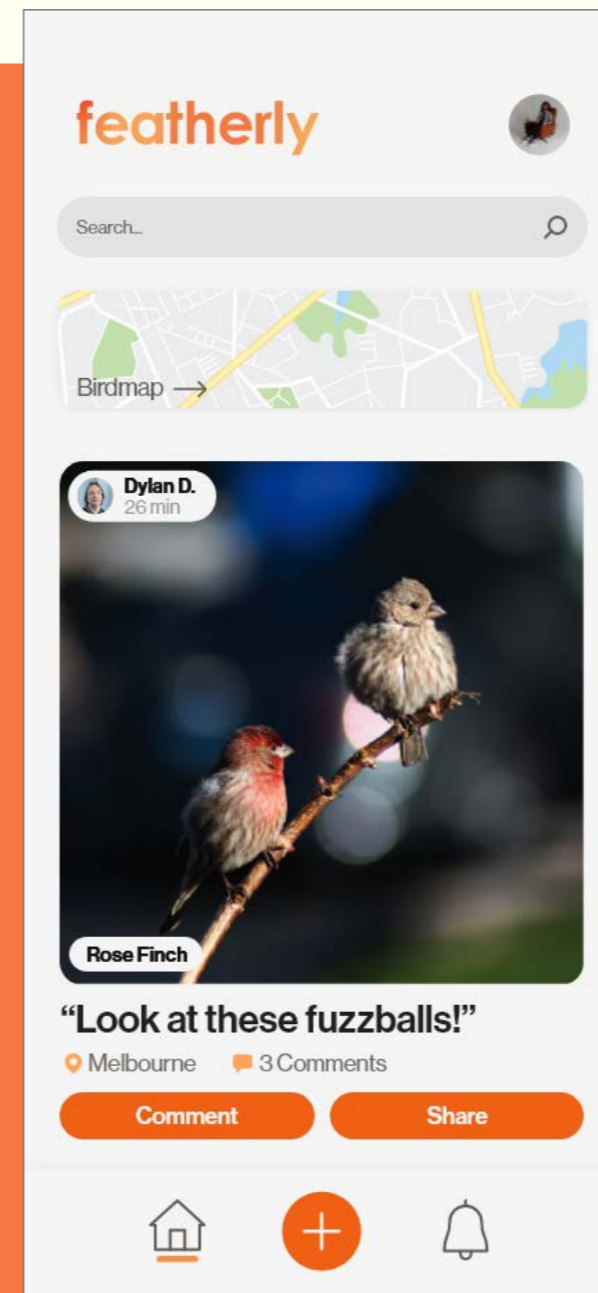 featherly
Search...
Birdmap →
Dylan D.
26 min
Rose Finch
“Look at these fuzzballs!”
Melbourne 3 Comments
Comment Share